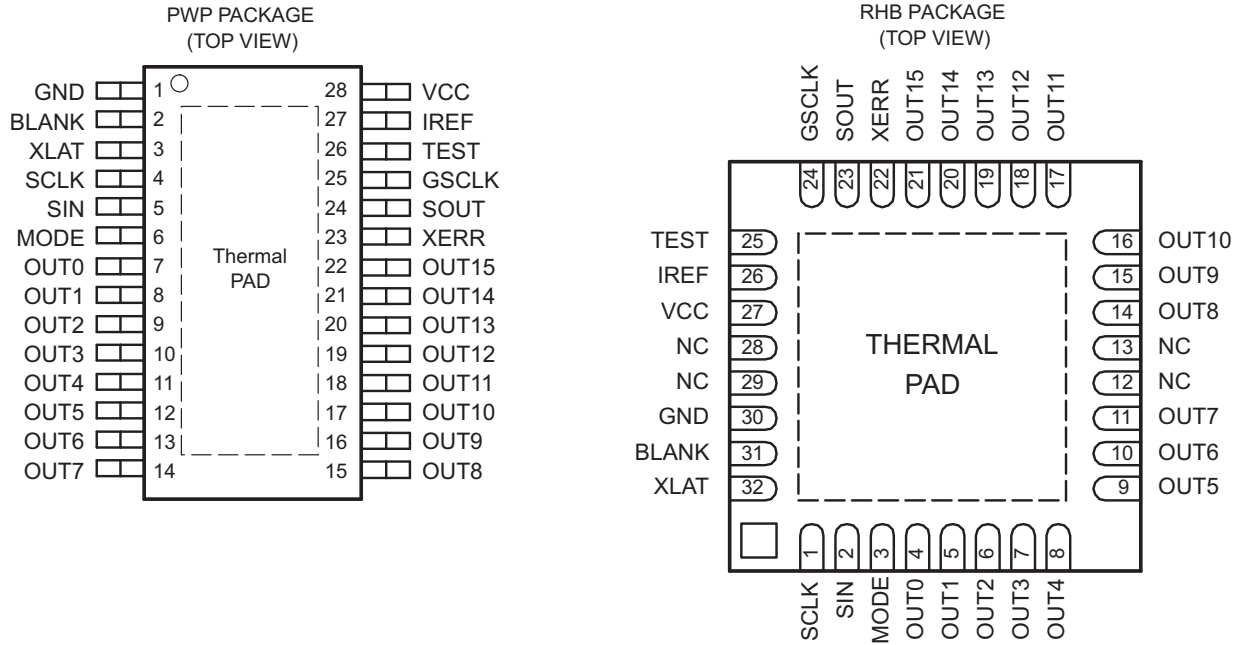 PWP PACKAGE
(TOP VIEW)
GND 1 28 VCC
BLANK 2 27 IREF
XLAT 3 26 TEST
SCLK 4 25 GSCLK
SIN 5 24 SOUT
MODE 6 23 XERR
OUT0 7 22 OUT15
OUT1 8 21 OUT14
OUT2 9 20 OUT13
OUT3 10 19 OUT12
OUT4 11 18 OUT11
OUT5 12 17 OUT10
OUT6 13 16 OUT9
OUT7 14 15 OUT8
Thermal
PAD
RHB PACKAGE
(TOP VIEW)
GSCLK SOUT XERR OUT15 OUT14 OUT13 OUT12 OUT11
24 23 22 21 20 19 18 17
TEST 25 16 OUT10
IREF 26 15 OUT9
VCC 27 14 OUT8
NC 28 13 NC
NC 29 12 NC
GND 30 11 OUT7
BLANK 31 10 OUT6
XLAT 32 9 OUT5
THERMAL
PAD
1 2 3 4 5 6 7 8
SCLK SIN MODE OUT0 OUT1 OUT2 OUT3 OUT4